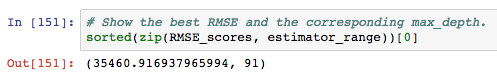 In [151]: # Show the best RMSE and the corresponding max_depth.
sorted(zip(RMSE_scores, estimator_range))[0]
Out[151]: (35460.916937965994, 91)